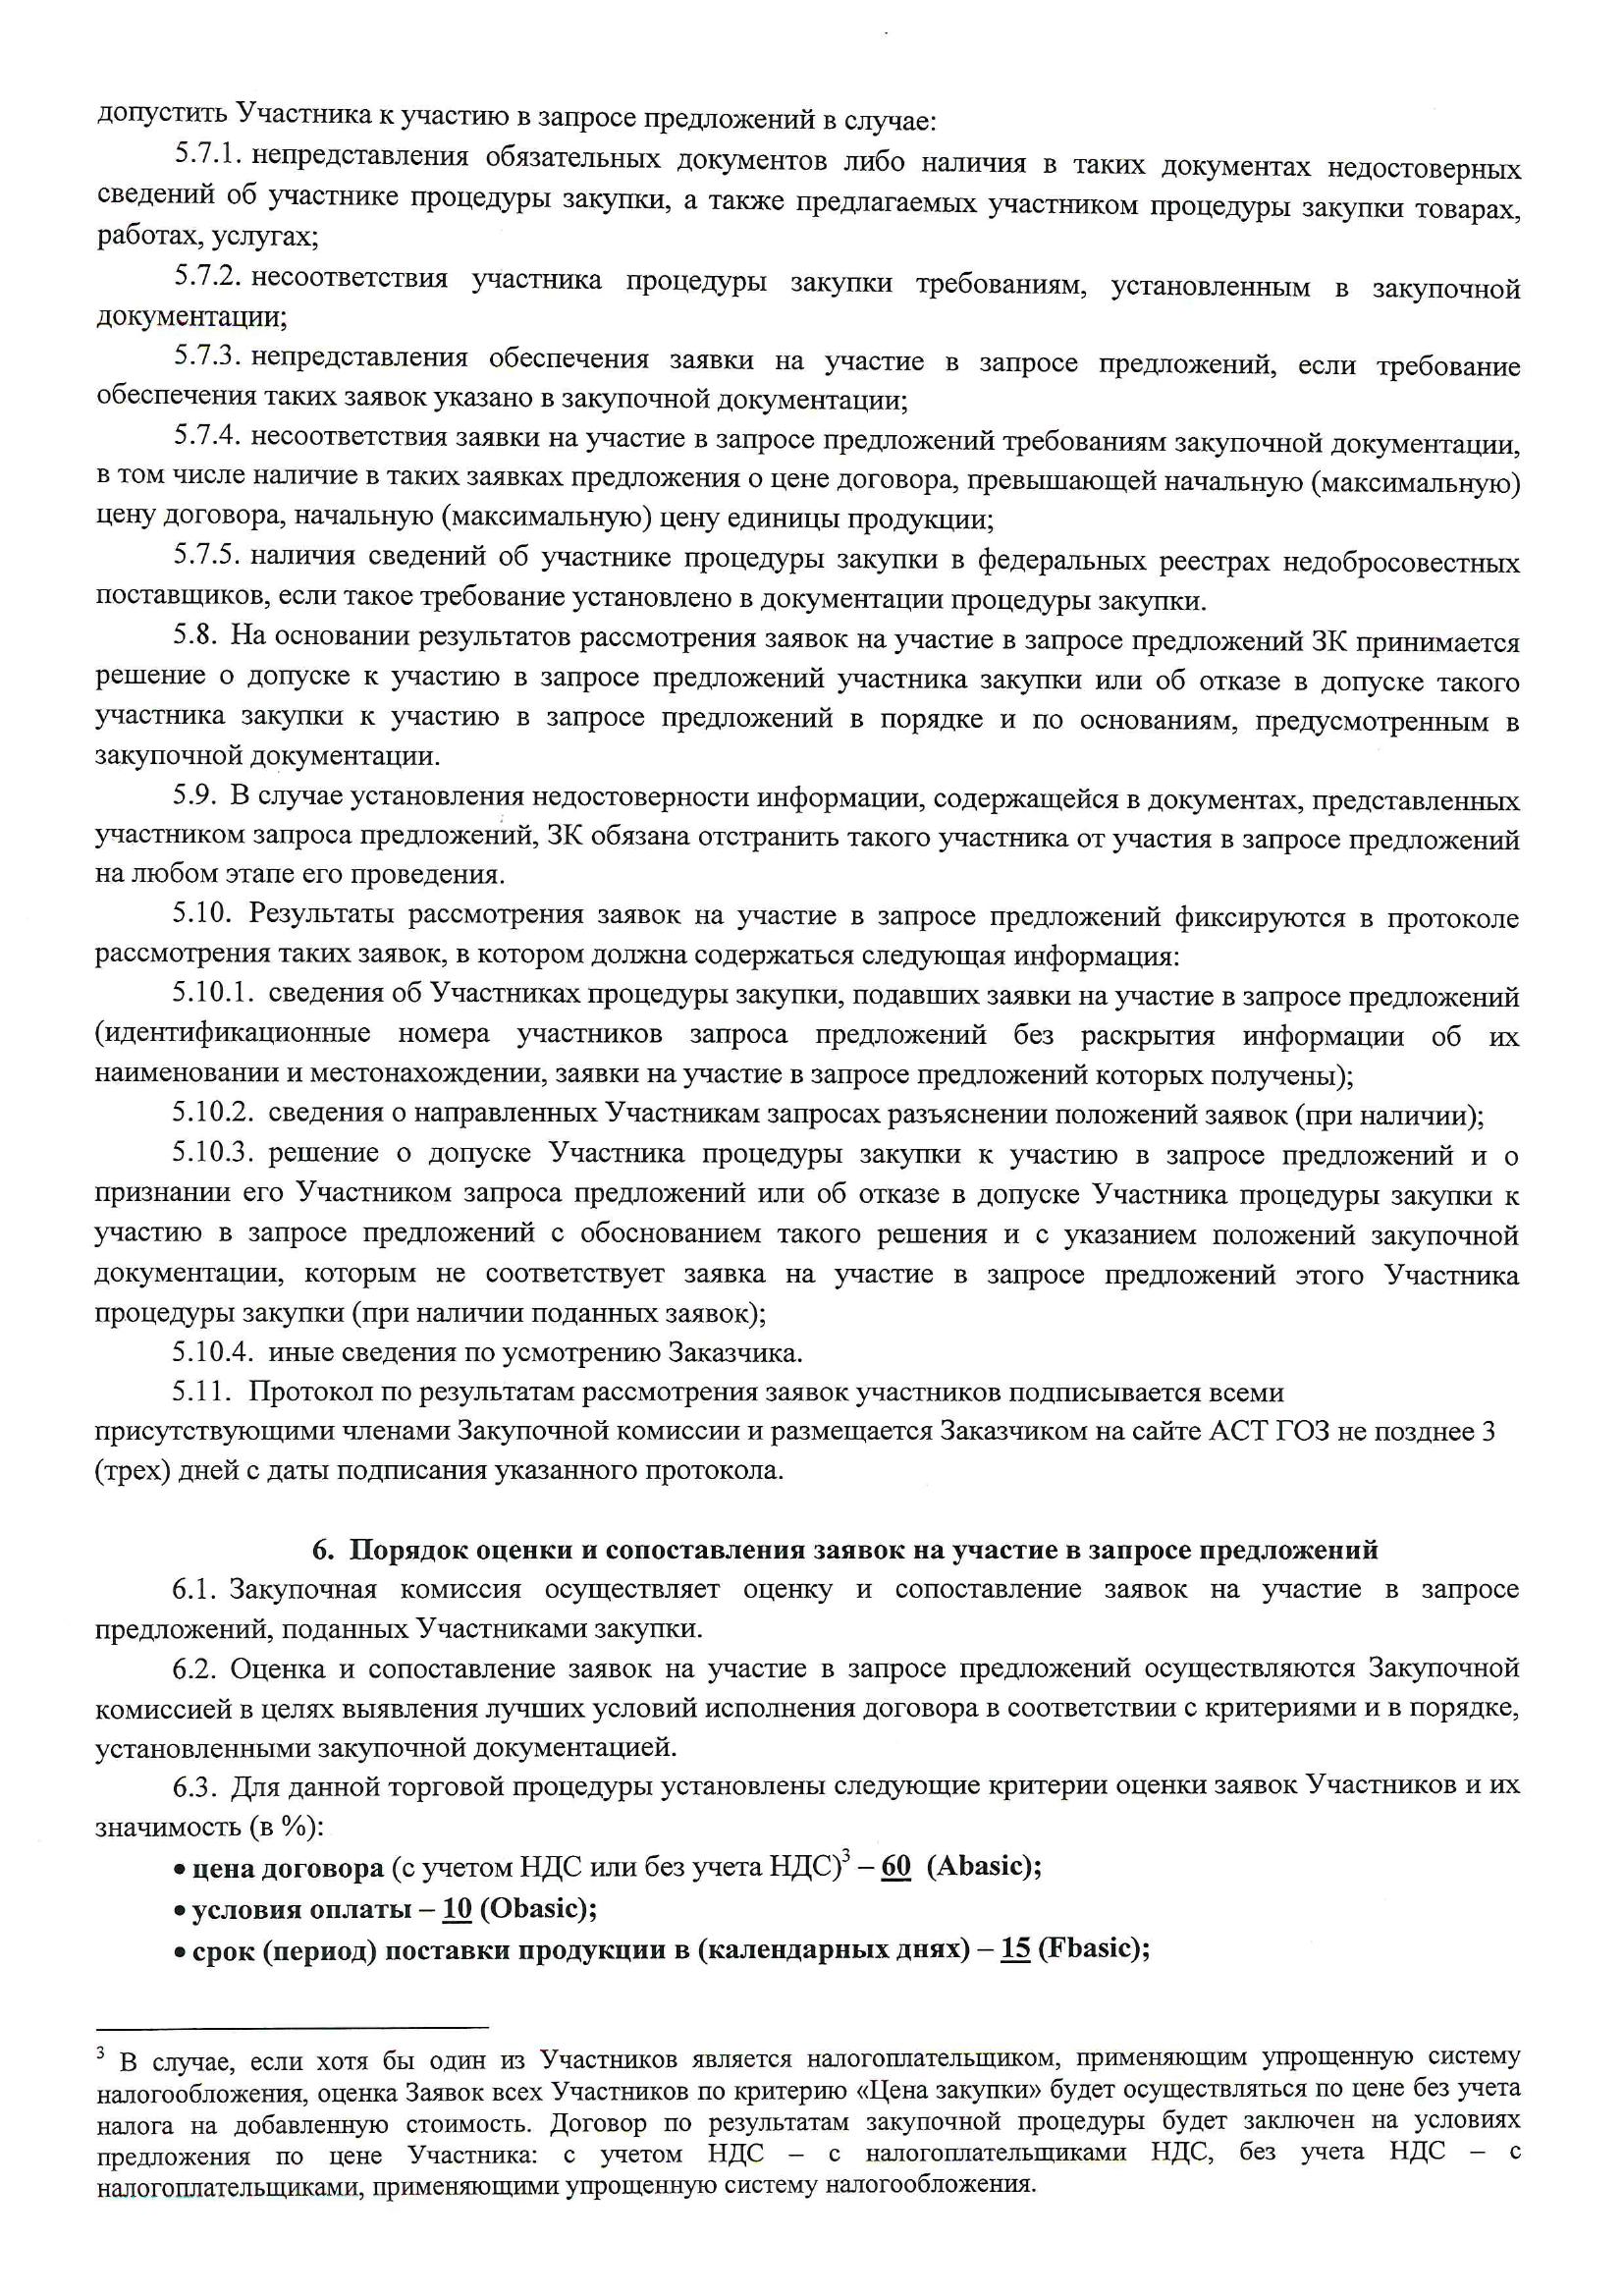 допустить Участника к участию в запросе предложений в случае:
5.7.1. непредставления обязательных документов либо наличия в таких документах недостоверных
сведений об участнике процедуры закупки, а также предлагаемых участником процедуры закупки товарах,
работах, услугах;
5.7.2. несоответствия участника процедуры закупки требованиям, установленным в закупочной
документации;
5.7.3. непредставления обеспечения заявки на участие в запросе предложений, если требование
обеспечения таких заявок указано в закупочной документации;
5.7.4. несоответствия заявки на участие в запросе предложений требованиям закупочной документации,
в том числе наличие в таких заявках предложения о цене договора, превышающей начальную (максимальную)
цену договора, начальную (максимальную) цену единицы продукции;
5.7.5. наличия сведений об участнике процедуры закупки в федеральных реестрах недобросовестных
поставщиков, если такое требование установлено в документации процедуры закупки.
5.8. На основании результатов рассмотрения заявок на участие в запросе предложений ЗК принимается
решение о допуске к участию в запросе предложений участника закупки или об отказе в допуске такого
участника закупки к участию в запросе предложений в порядке и по основаниям, предусмотренным в
закупочной документации.
5.9. В случае установления недостоверности информации, содержащейся в документах, представленных
участником запроса предложений, ЗК обязана отстранить такого участника от участия в запросе предложений
на любом этапе его проведения.
5.10. Результаты рассмотрения заявок на участие в запросе предложений фиксируются в протоколе
рассмотрения таких заявок, в котором должна содержаться следующая информация:
5.10.1. сведения об Участниках процедуры закупки, подавших заявки на участие в запросе предложений
(идентификационные номера участников запроса предложений без раскрытия информации об их
наименовании и местонахождении, заявки на участие в запросе предложений которых получены);
5.10.2. сведения о направленных Участникам запросах разъяснении положений заявок (при наличии);
5.10.3. решение о допуске Участника процедуры закупки к участию в запросе предложений и о
признании его Участником запроса предложений или об отказе в допуске Участника процедуры закупки к
участию в запросе предложений с обоснованием такого решения и с указанием положений закупочной
документации, которым не соответствует заявка на участие в запросе предложений этого Участника
процедуры закупки (при наличии поданных заявок);
5.10.4. иные сведения по усмотрению Заказчика.
5.11. Протокол по результатам рассмотрения заявок участников подписывается всеми
присутствующими членами Закупочной комиссии и размещается Заказчиком на сайте АСТ ГОЗ не позднее 3
(трех) дней с даты подписания указанного протокола.
6. Порядок оценки и сопоставления заявок на участие в запросе предложений
6.1. Закупочная комиссия осуществляет оценку и сопоставление заявок на участие в запросе
предложений, поданных Участниками закупки.
6.2. Оценка и сопоставление заявок на участие в запросе предложений осуществляются Закупочной
комиссией в целях выявления лучших условий исполнения договора в соответствии с критериями и в порядке,
установленными закупочной документацией.
6.3. Для данной торговой процедуры установлены следующие критерии оценки заявок Участников и их
значимость (в %):
• цена договора (с учетом НДС или без учета НДС)³ – 60 (Abasic);
• условия оплаты – 10 (Obasic);
• срок (период) поставки продукции в (календарных днях) – 15 (Fbasic);
³ В случае, если хотя бы один из Участников является налогоплательщиком, применяющим упрощенную систему
налогообложения, оценка Заявок всех Участников по критерию «Цена закупки» будет осуществляться по цене без учета
налога на добавленную стоимость. Договор по результатам закупочной процедуры будет заключен на условиях
предложения по цене Участника: с учетом НДС – с налогоплательщиками НДС, без учета НДС – с
налогоплательщиками, применяющими упрощенную систему налогообложения.